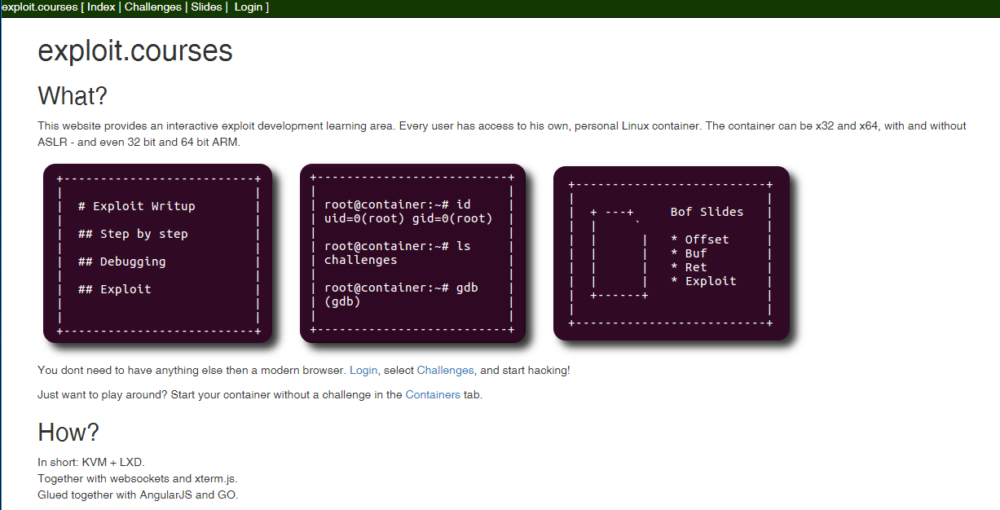 exploit.courses [ Index | Challenges | Slides | Login ]
exploit.courses
What?
This website provides an interactive exploit development learning area. Every user has access to his own, personal Linux container. The container can be x32 and x64, with and without
ASLR - and even 32 bit and 64 bit ARM.
# Exploit Writup
## Step by step
## Debugging
## Exploit
root@container:~# id
uid=0(root) gid=0(root)
root@container:~# ls
challenges
root@container:~# gdb
(gdb)
Bof Slides
* Offset
* Buf
* Ret
* Exploit
You dont need to have anything else then a modern browser. Login, select Challenges, and start hacking!
Just want to play around? Start your container without a challenge in the Containers tab.
How?
In short: KVM + LXD.
Together with websockets and xterm.js.
Glued together with AngularJS and GO.